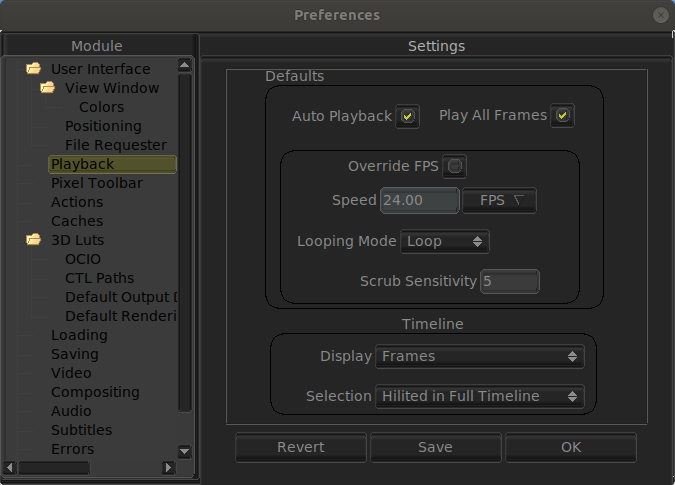 Preferences
Module
Settings
User Interface
View Window
Colors
Positioning
File Requester
Playback
Pixel Toolbar
Actions
Caches
3D Luts
OCIO
CTL Paths
Default Output D
Default Renderi
Loading
Saving
Video
Compositing
Audio
Subtitles
Errors
Defaults
Auto Playback
Play All Frames
Override FPS
Speed 24.00 FPS
Looping Mode Loop
Scrub Sensitivity 5
Timeline
Display Frames
Selection Hilited in Full Timeline
Revert Save OK